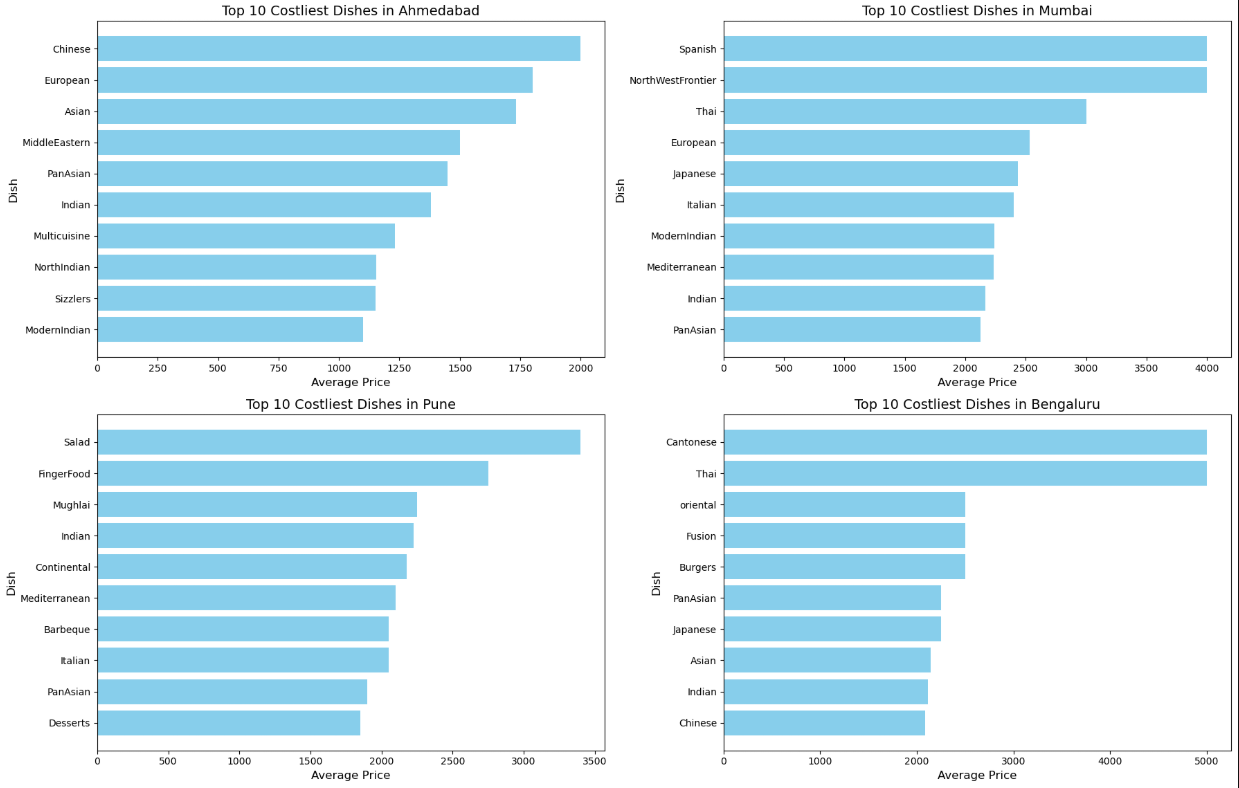 Top 10 Costliest Dishes in Ahmedabad
Dish
Chinese
European
Asian
MiddleEastern
PanAsian
Indian
Multicuisine
NorthIndian
Sizzlers
ModernIndian
0 250 500 750 1000 1250 1500 1750 2000
Average Price
Top 10 Costliest Dishes in Mumbai
Dish
Spanish
NorthWestFrontier
Thai
European
Japanese
Italian
ModernIndian
Mediterranean
Indian
PanAsian
0 500 1000 1500 2000 2500 3000 3500 4000
Average Price
Top 10 Costliest Dishes in Pune
Dish
Salad
FingerFood
Mughlai
Indian
Continental
Mediterranean
Barbeque
Italian
PanAsian
Desserts
0 500 1000 1500 2000 2500 3000 3500
Average Price
Top 10 Costliest Dishes in Bengaluru
Dish
Cantonese
Thai
oriental
Fusion
Burgers
PanAsian
Japanese
Asian
Indian
Chinese
0 1000 2000 3000 4000 5000
Average Price